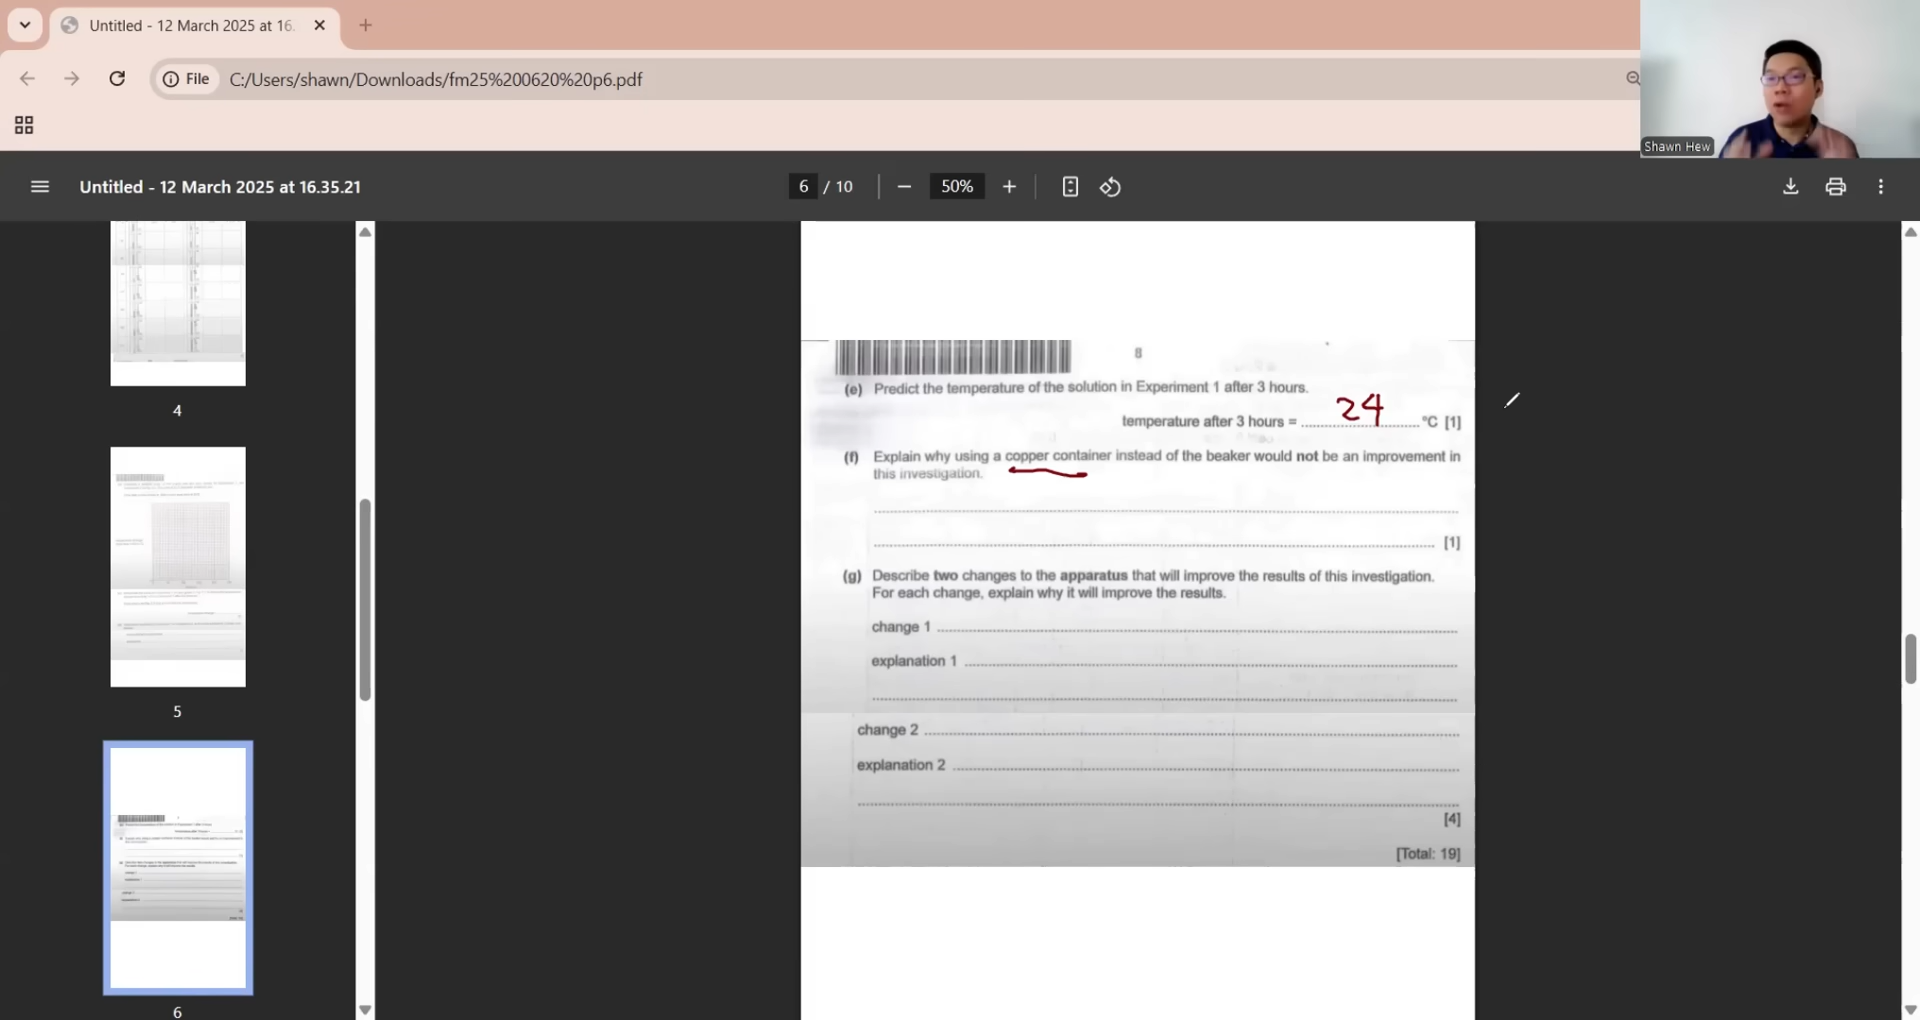 Untitled - 12 March 2025 at 16.
File
C:/Users/shawn/Downloads/fm25%200620%20p6.pdf
Shawn Hew
Untitled - 12 March 2025 at 16.35.21
6 / 10
50%
4
5
6
8
(e) Predict the temperature of the solution in Experiment 1 after 3 hours.
temperature after 3 hours = 24 °C [1]
(f) Explain why using a copper container instead of the beaker would not be an improvement in
this investigation.
[1]
(g) Describe two changes to the apparatus that will improve the results of this investigation.
For each change, explain why it will improve the results.
change 1
explanation 1
change 2
explanation 2
[4]
[Total: 19]